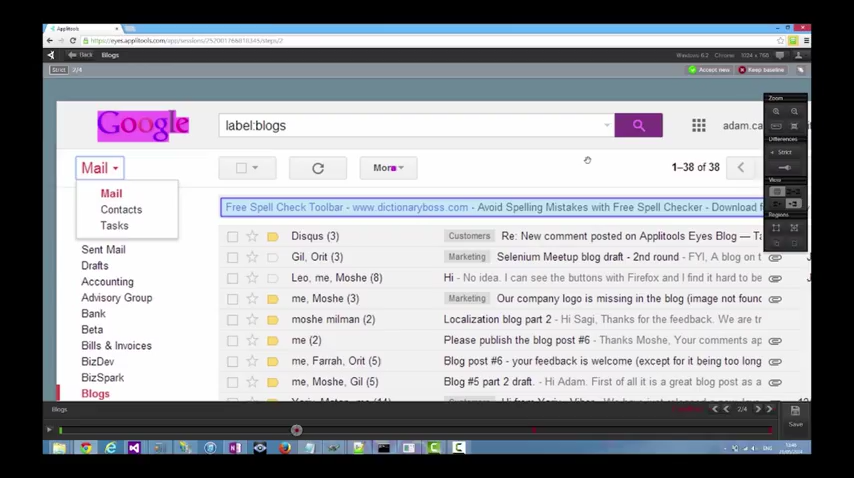 Applitools
https://eyes.applitools.com/app/sessions/
Back Blogs
Strict 2/4 Accept new Keep baseline
Zoom
Google label:blogs adam.ca
Differences
Strict
Mail More 1–38 of 38
View
Mail
Contacts
Tasks
Free Spell Check Toolbar - www.dictionaryboss.com - Avoid Spelling Mistakes with Free Spell Checker - Download f
Regions
Disqus (3) Customers Re: New comment posted on Applitools Eyes Blog — Ta
Sent Mail
Gil, Orit (3) Marketing Selenium Meetup blog draft - 2nd round - FYI, A blog on t
Drafts
Leo, me, Moshe (8) Hi - No idea. I can see the buttons with Firefox and I find it hard to be
Accounting
me, Moshe (3) Marketing Our company logo is missing in the blog (image not found
Advisory Group
moshe milman (2) Localization blog part 2 - Hi Sagi, Thanks for the feedback. We are tr
Bank
Beta
me (2) Please publish the blog post #6 - Thanks Moshe, Your comments ap
Bills & Invoices
me, Farrah, Orit (5) Blog post #6 - your feedback is welcome (except for it being too long
BizDev
me, Moshe, Gil (5) Blog #5 part 2 draft. - Hi Adam. First of all it is a great blog post as a
BizSpark
Blogs
Blogs 2/4
Save